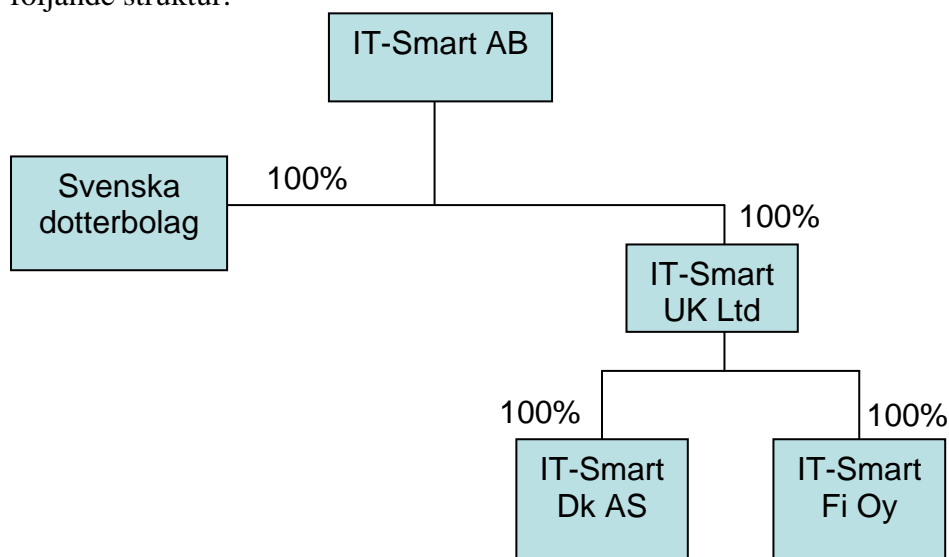 följande struktur:
IT-Smart AB
Svenska
dotterbolag
100%
100%
IT-Smart
UK Ltd
100%
100%
IT-Smart
Dk AS
IT-Smart
Fi Oy